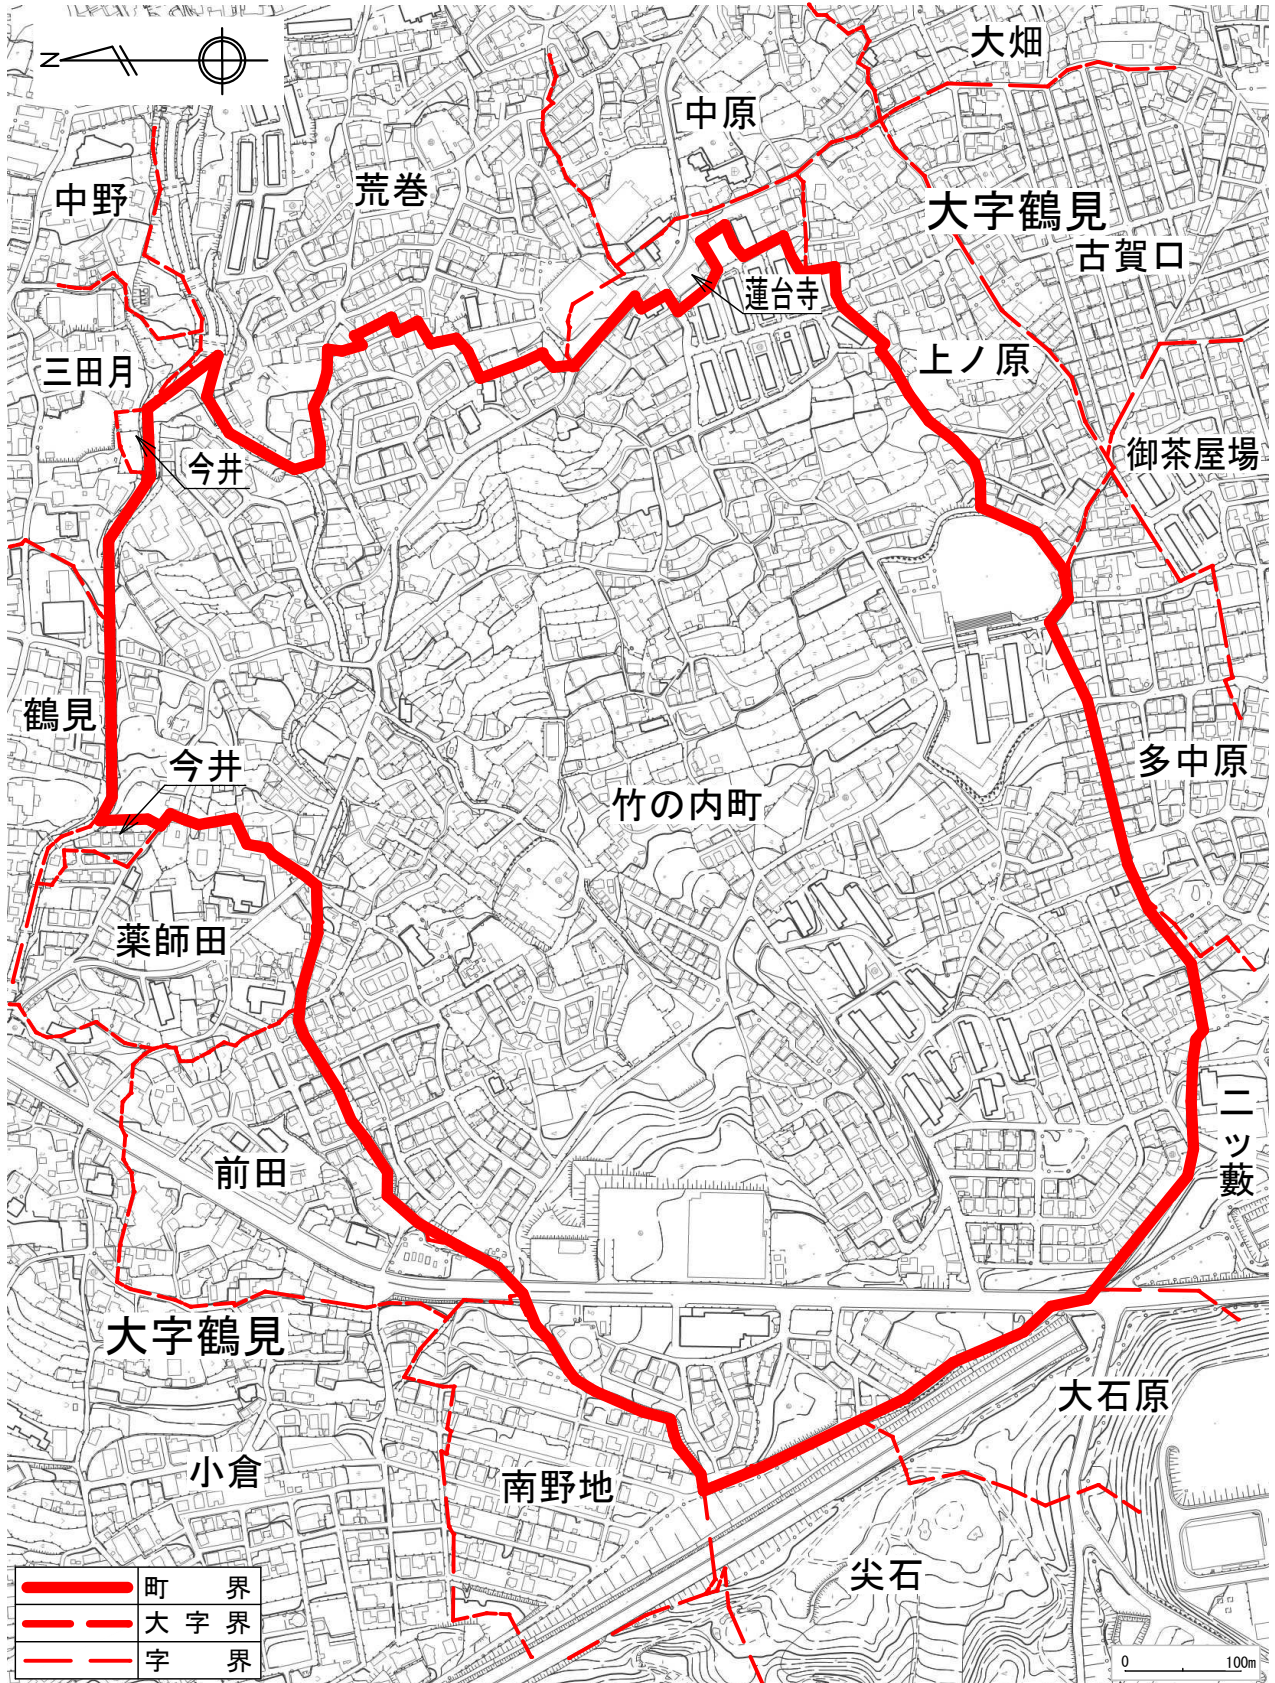 N
大畑
中原
中野
荒巻
大字鶴見
古賀口
蓮台寺
三田月
上ノ原
今井
御茶屋場
鶴見
今井
多中原
竹の内町
薬師田
二ッ藪
前田
大字鶴見
大石原
小倉
南野地
尖石
町 界
大字界
字 界
0 100m